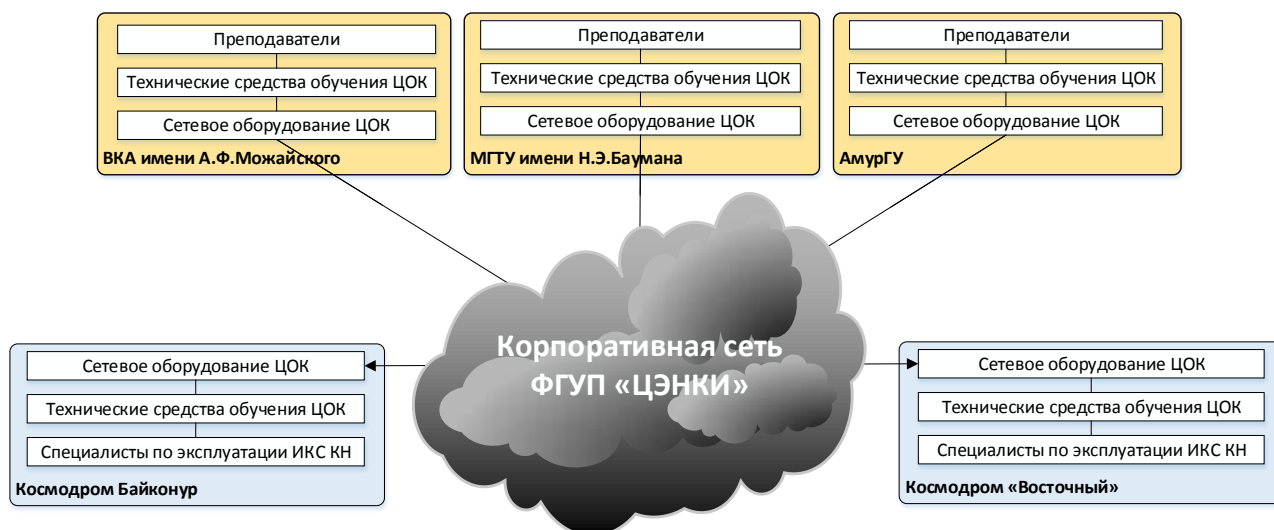 Преподаватели
Технические средства обучения ЦОК
Сетевое оборудование ЦОК
ВКА имени А.Ф.Можайского
Преподаватели
Технические средства обучения ЦОК
Сетевое оборудование ЦОК
МГТУ имени Н.Э.Баумана
Преподаватели
Технические средства обучения ЦОК
Сетевое оборудование ЦОК
АмурГУ
Корпоративная сеть
ФГУП «ЦЭНКИ»
Сетевое оборудование ЦОК
Технические средства обучения ЦОК
Специалисты по эксплуатации ИКС КН
Космодром Байконур
Сетевое оборудование ЦОК
Технические средства обучения ЦОК
Специалисты по эксплуатации ИКС КН
Космодром «Восточный»